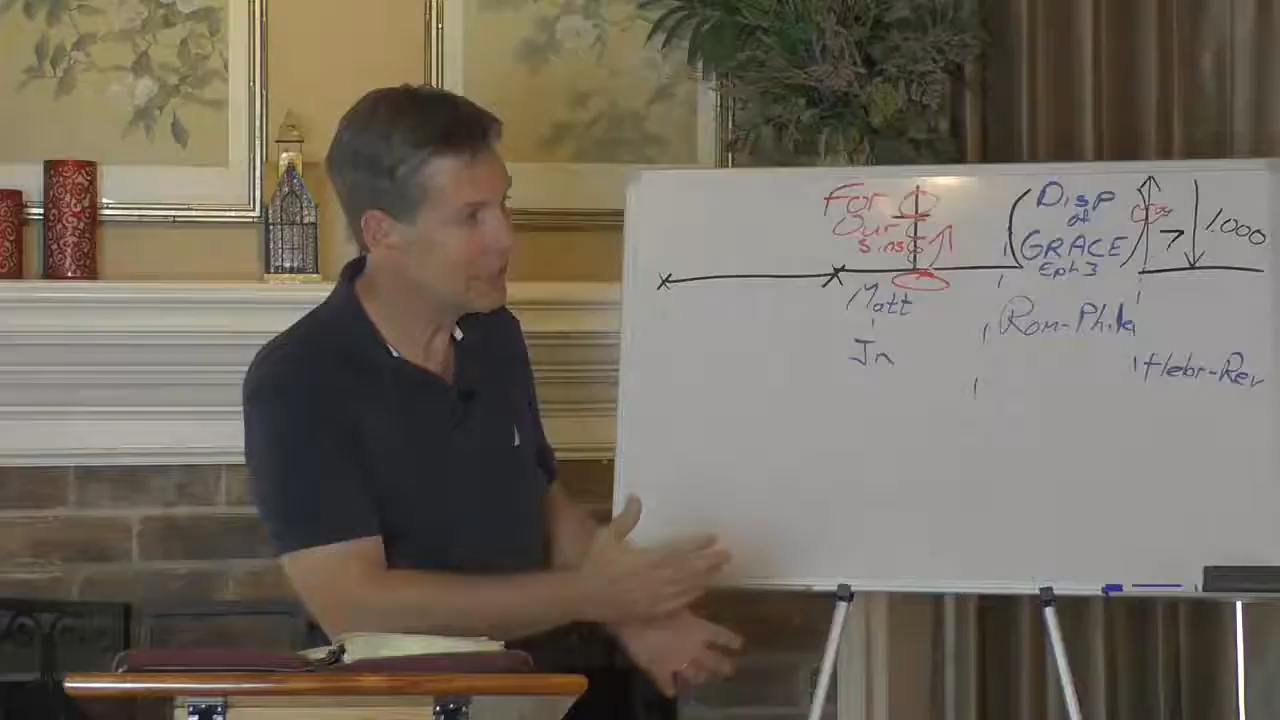 For
Our
Sins
Disp
of
GRACE
Eph 3
7
1.000
Matt
Jn
Rom-Phile
Hebr-Rev